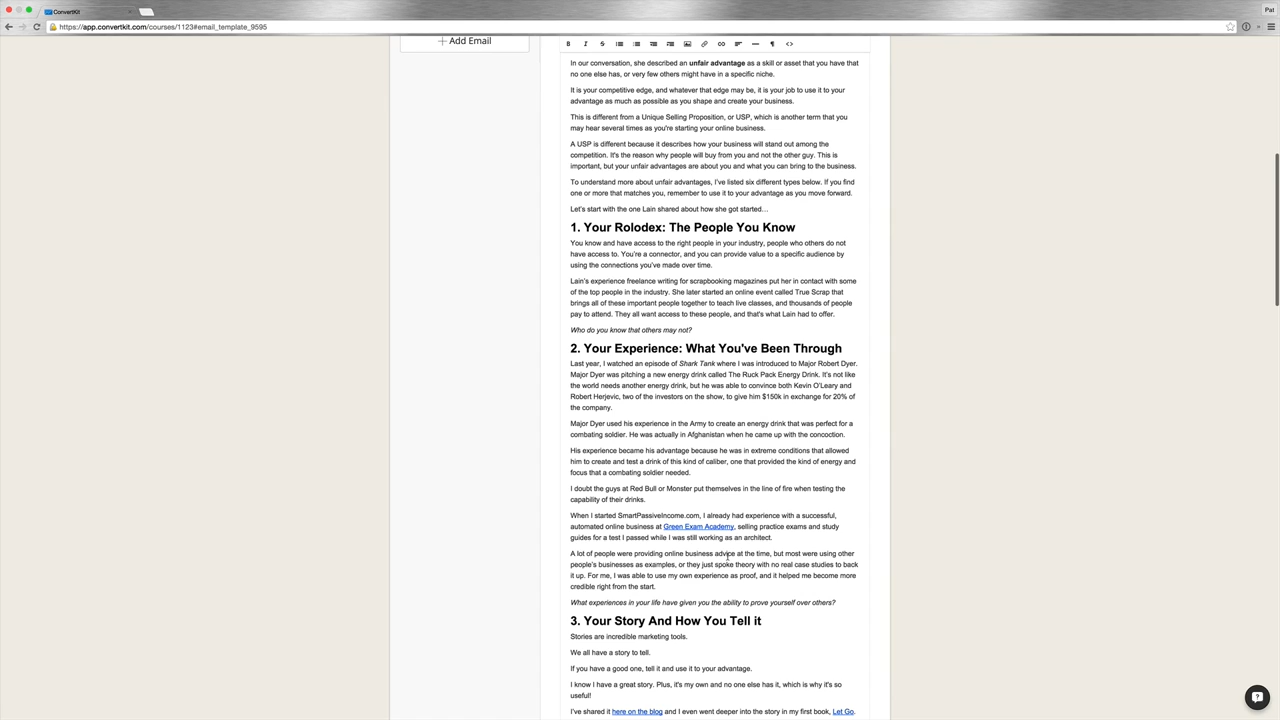 ConvertKit
Pat
https://app.convertkit.com/courses/1123#email_template_9595
+ Add Email
B I S
In our conversation, she described an unfair advantage as a skill or asset that you have that
no one else has, or very few others might have in a specific niche.
It is your competitive edge, and whatever that edge may be, it is your job to use it to your
advantage as much as possible as you shape and create your business.
This is different from a Unique Selling Proposition, or USP, which is another term that you
may hear several times as you're starting your online business.
A USP is different because it describes how your business will stand out among the
competition. It's the reason why people will buy from you and not the other guy. This is
important, but your unfair advantages are about you and what you can bring to the business.
To understand more about unfair advantages, I've listed six different types below. If you find
one or more that matches you, remember to use it to your advantage as you move forward.
Let's start with the one Lain shared about how she got started…
1. Your Rolodex: The People You Know
You know and have access to the right people in your industry, people who others do not
have access to. You're a connector, and you can provide value to a specific audience by
using the connections you've made over time.
Lain's experience freelance writing for scrapbooking magazines put her in contact with some
of the top people in the industry. She later started an online event called True Scrap that
brings all of these important people together to teach live classes, and thousands of people
pay to attend. They all want access to these people, and that's what Lain had to offer.
Who do you know that others may not?
2. Your Experience: What You've Been Through
Last year, I watched an episode of Shark Tank where I was introduced to Major Robert Dyer.
Major Dyer was pitching a new energy drink called The Ruck Pack Energy Drink. It's not like
the world needs another energy drink, but he was able to convince both Kevin O'Leary and
Robert Herjevic, two of the investors on the show, to give him $150k in exchange for 20% of
the company.
Major Dyer used his experience in the Army to create an energy drink that was perfect for a
combating soldier. He was actually in Afghanistan when he came up with the concoction.
His experience became his advantage because he was in extreme conditions that allowed
him to create and test a drink of this kind of caliber, one that provided the kind of energy and
focus that a combating soldier needed.
I doubt the guys at Red Bull or Monster put themselves in the line of fire when testing the
capability of their drinks.
When I started SmartPassiveIncome.com, I already had experience with a successful,
automated online business at Green Exam Academy, selling practice exams and study
guides for a test I passed while I was still working as an architect.
A lot of people were providing online business advice at the time, but most were using other
people's businesses as examples, or they just spoke theory with no real case studies to back
it up. For me, I was able to use my own experience as proof, and it helped me become more
credible right from the start.
What experiences in your life have given you the ability to prove yourself over others?
3. Your Story And How You Tell it
Stories are incredible marketing tools.
We all have a story to tell.
If you have a good one, tell it and use it to your advantage.
I know I have a great story. Plus, it's my own and no one else has it, which is why it's so
useful!
I've shared it here on the blog and I even went deeper into the story in my first book, Let Go.